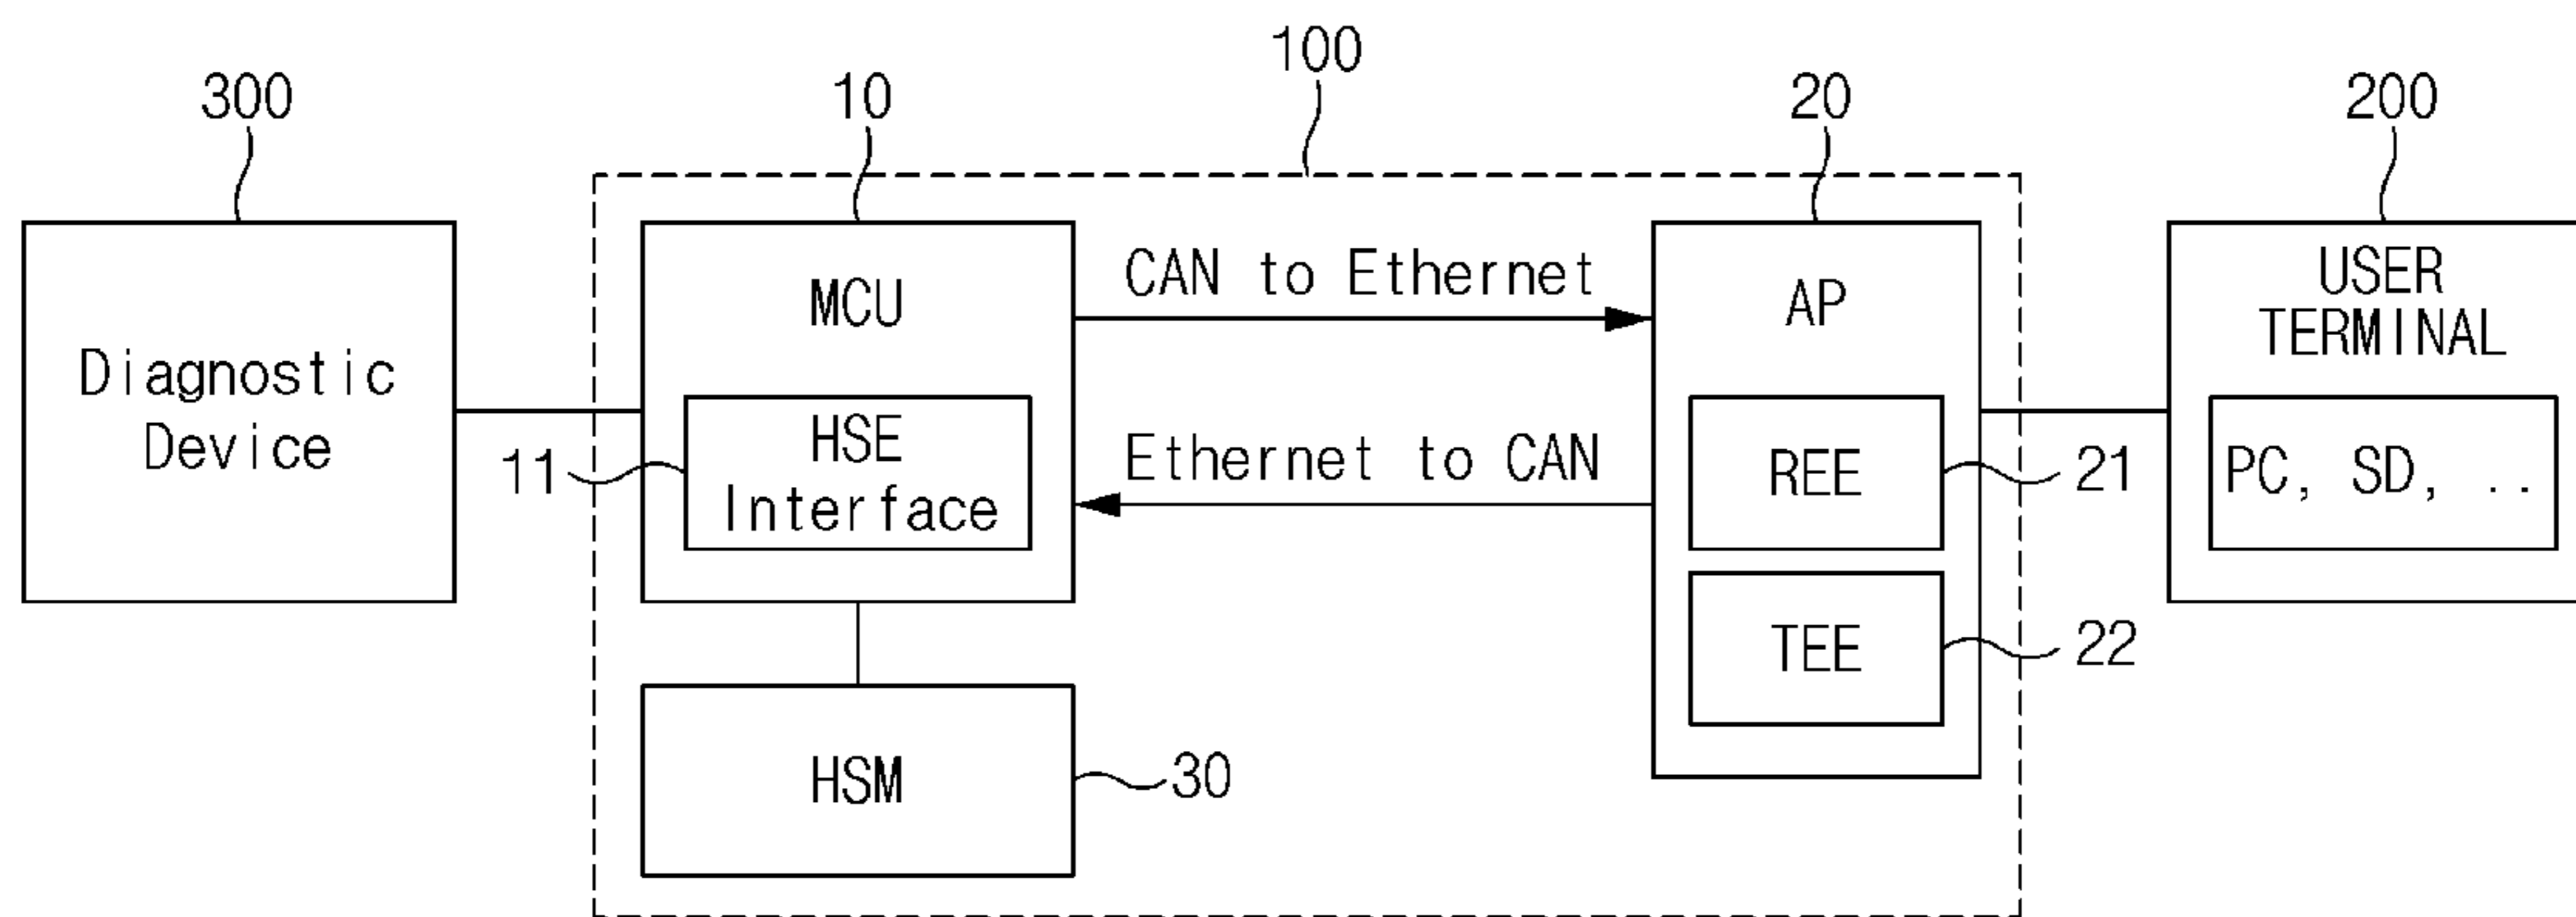 100
300
10
20
200
Diagnostic
Device
MCU
CAN to Ethernet
AP
USER
TERMINAL
11
HSE
Interface
Ethernet to CAN
REE
21
PC, SD, ..
TEE
22
HSM
30